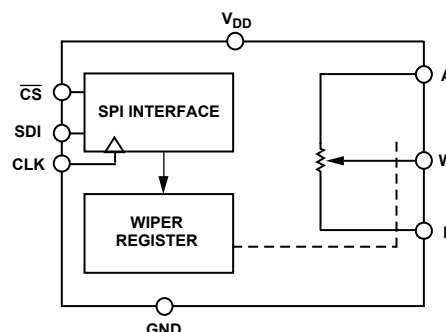 V_DD
CS
SDI
CLK
SPI INTERFACE
WIPER
REGISTER
A
W
GND